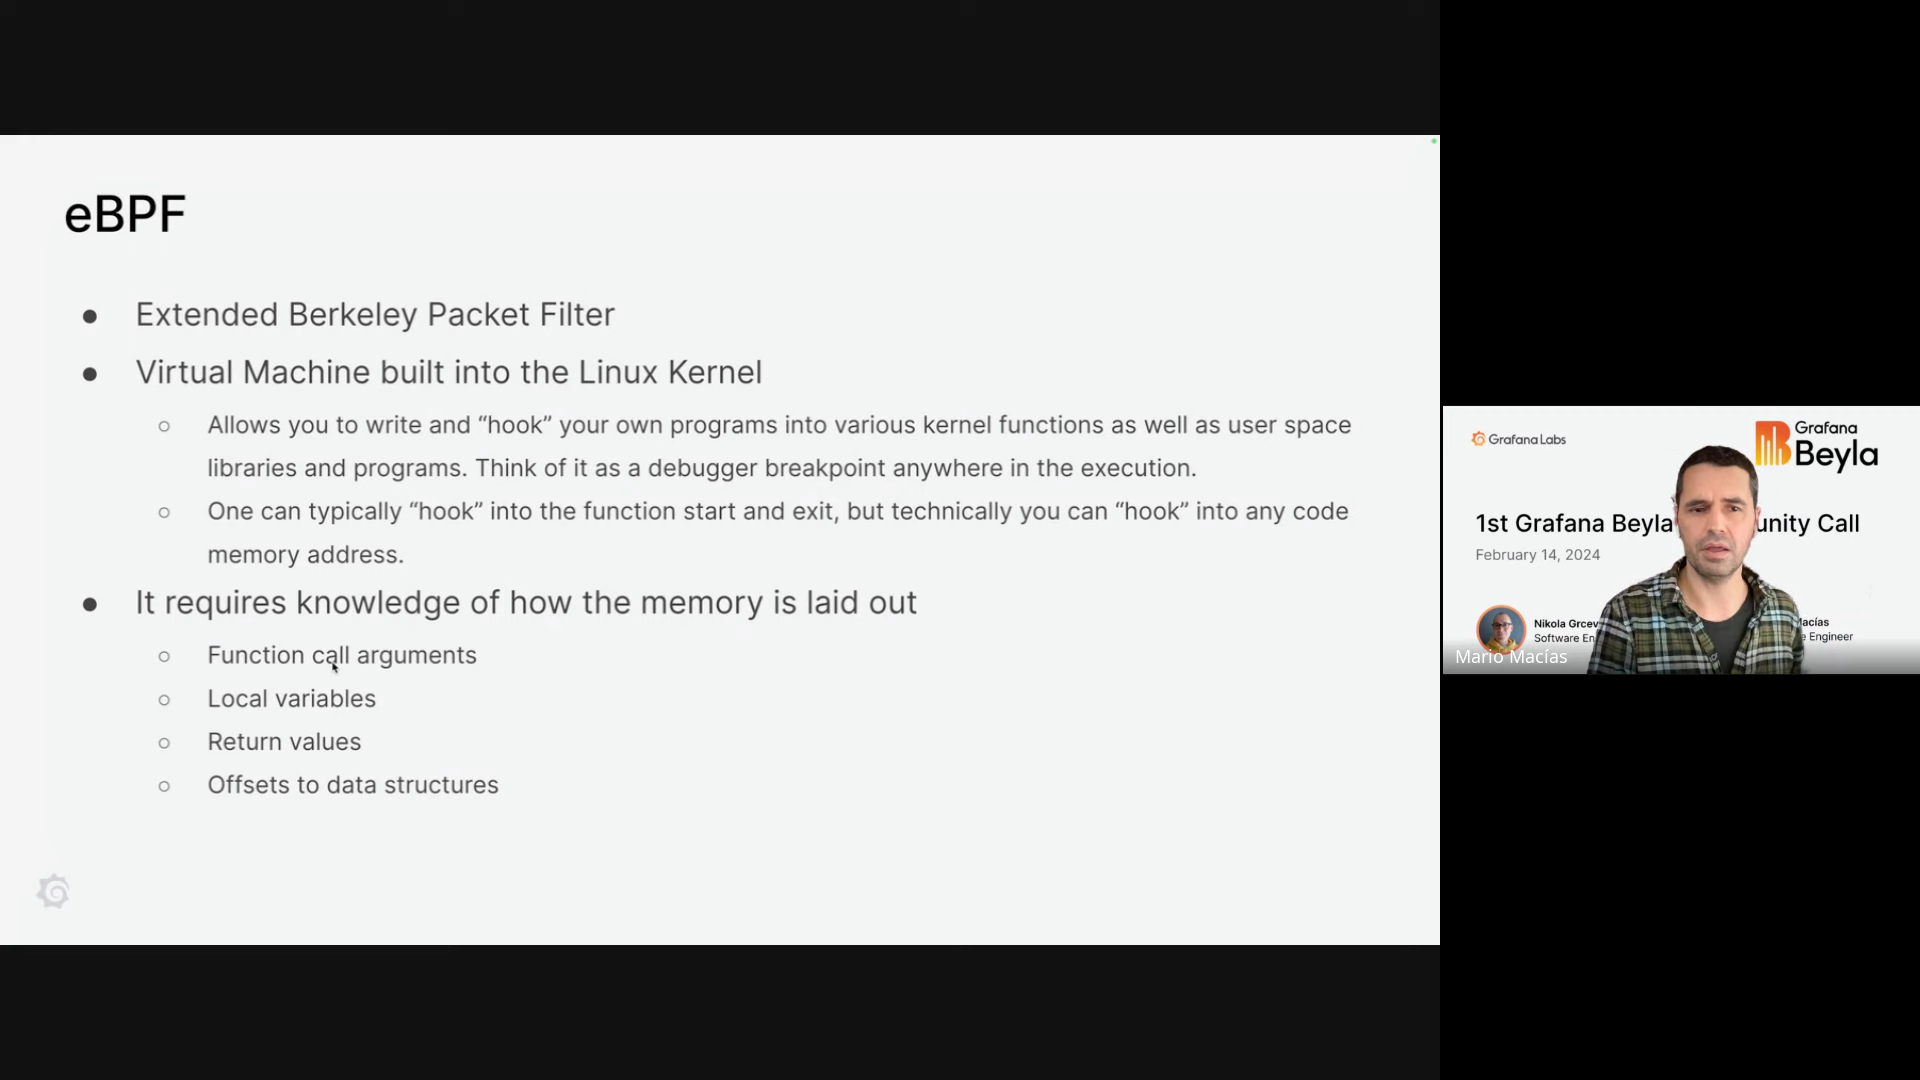 eBPF
● Extended Berkeley Packet Filter
● Virtual Machine built into the Linux Kernel
○ Allows you to write and “hook” your own programs into various kernel functions as well as user space
libraries and programs. Think of it as a debugger breakpoint anywhere in the execution.
○ One can typically “hook” into the function start and exit, but technically you can “hook” into any code
memory address.
● It requires knowledge of how the memory is laid out
○ Function call arguments
○ Local variables
○ Return values
○ Offsets to data structures
Grafana Labs
Grafana
Beyla
1st Grafana Beyla unity Call
February 14, 2024
Nikola Grcev
Software En
acías
e Engineer
Mario Macías